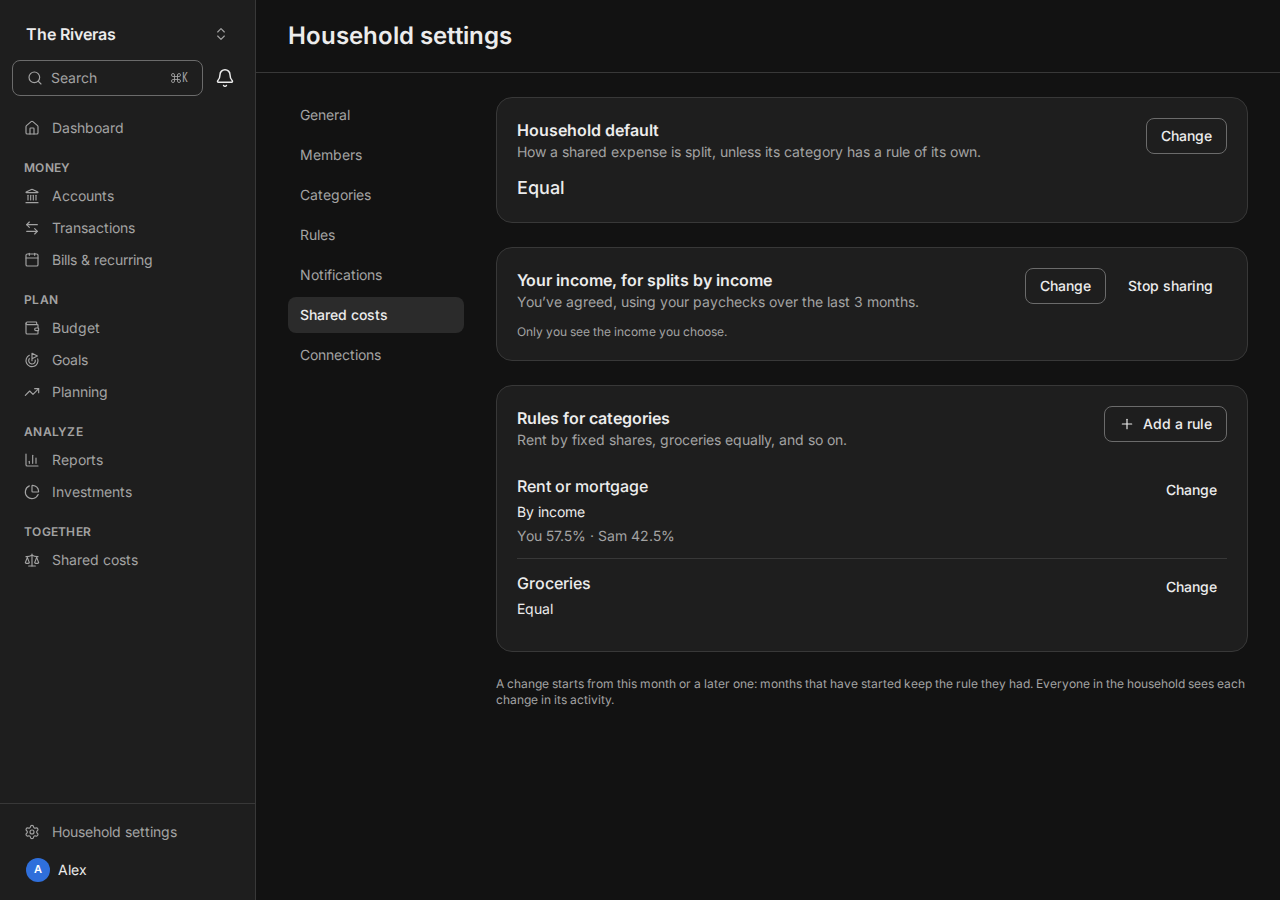 The Riveras
Search ⌘K
Dashboard
MONEY
Accounts
Transactions
Bills & recurring
PLAN
Budget
Goals
Planning
ANALYZE
Reports
Investments
TOGETHER
Shared costs
Household settings
A Alex
Household settings
General
Members
Categories
Rules
Notifications
Shared costs
Connections
Household default
How a shared expense is split, unless its category has a rule of its own.
Change
Equal
Your income, for splits by income
You’ve agreed, using your paychecks over the last 3 months.
Only you see the income you choose.
Change
Stop sharing
Rules for categories
Rent by fixed shares, groceries equally, and so on.
Add a rule
Rent or mortgage
By income
You 57.5% · Sam 42.5%
Change
Groceries
Equal
Change
A change starts from this month or a later one: months that have started keep the rule they had. Everyone in the household sees each
change in its activity.